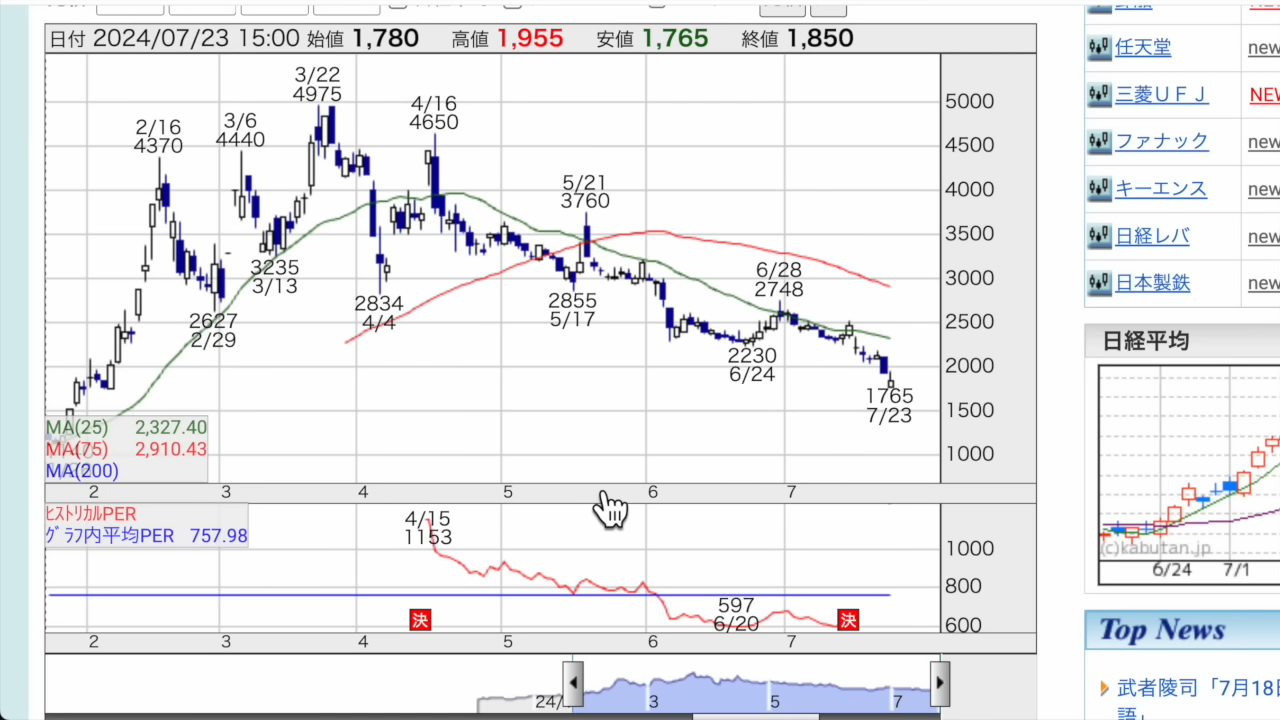 日付 2024/07/23 15:00 始値 1,780 高値 1,955 安値 1,765 終値 1,850
3/22
4975
2/16
4370
3/6
4440
4/16
4650
5/21
3760
6/28
2748
3235
3/13
2627
2/29
2834
4/4
2855
5/17
2230
6/24
1765
7/23
5000
4500
4000
3500
3000
2500
2000
1500
1000
MA(25) 2,327.40
MA(75) 2,910.43
MA(200)
2 3 4 5 6 7
ﾋｽﾄﾘｶﾙPER
ｸﾞﾗﾌ内平均PER 757.98
4/15
1153
597
6/20
決
決
1000
800
600
2 3 4 5 6 7
24/
3 5 7
任天堂 new
三菱ＵＦＪ NEW
ファナック new
キーエンス new
日経レバ new
日本製鉄 new
日経平均
(c)kabutan.jp
6/24 7/1
Top News
武者陵司「7月18日
語」